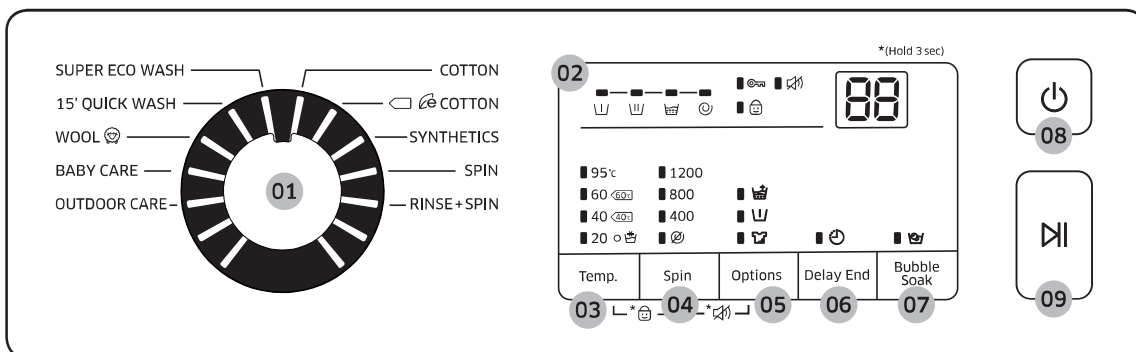 *(Hold 3 sec)
SUPER ECO WASH
15' QUICK WASH
WOOL
BABY CARE
OUTDOOR CARE
COTTON
COTTON
SYNTHETICS
SPIN
RINSE+SPIN
01
02
88
95℃
60 60℃
40 40℃
20
1200
800
400
Temp.
Spin
Options
Delay End
Bubble
Soak
03
04
05
06
07
*
*
08
09